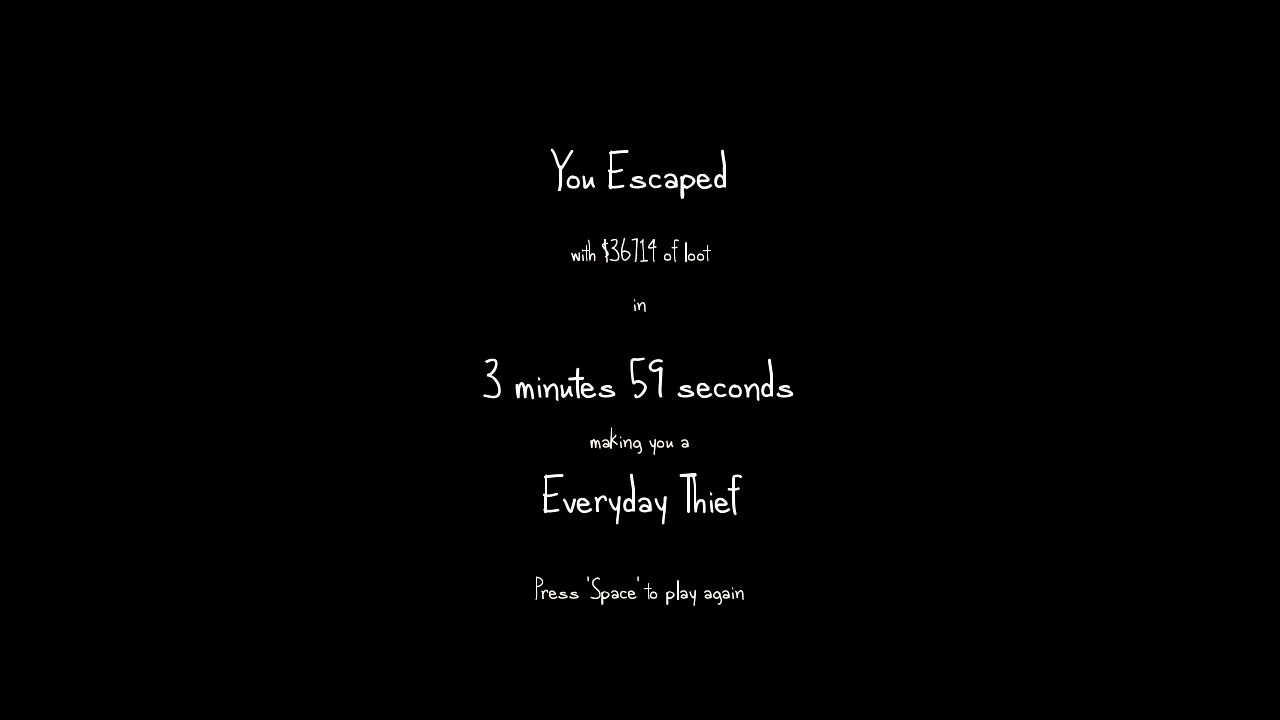 You Escaped
with $36714 of loot
in
3 minutes 59 seconds
making you a
Everyday Thief
Press 'Space' to play again